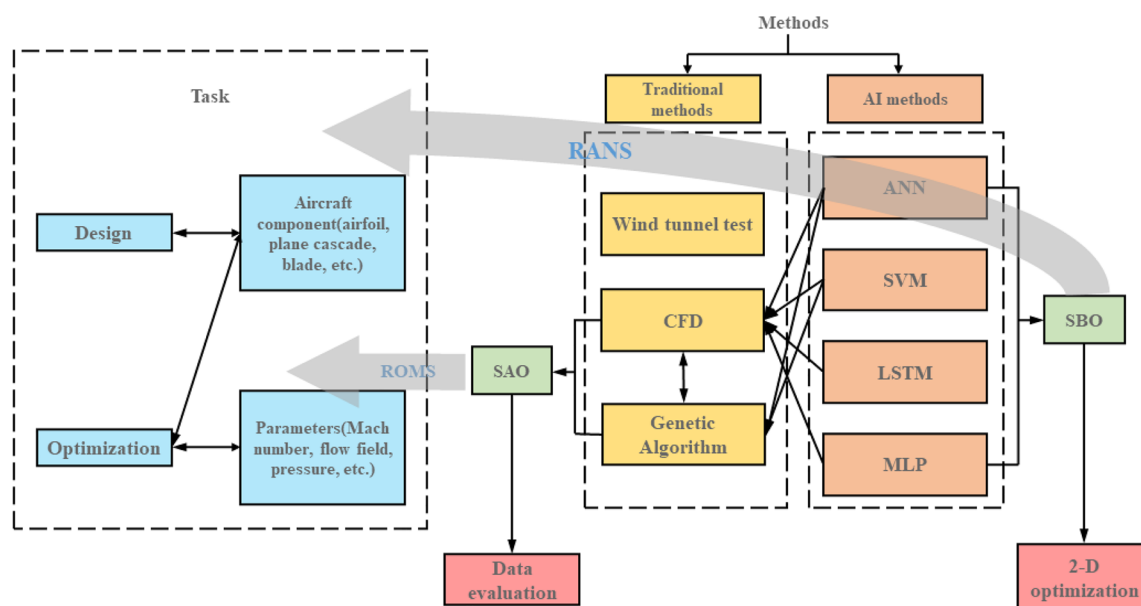 Methods
Task
Traditional
methods
AI methods
RANS
Design
Aircraft
component(airfoil,
plane cascade,
blade, etc.)
Wind tunnel test
ANN
CFD
SVM
SBO
ROMS
SAO
LSTM
Optimization
Parameters(Mach
number, flow field,
pressure, etc.)
Genetic
Algorithm
MLP
Data
evaluation
2-D
optimization